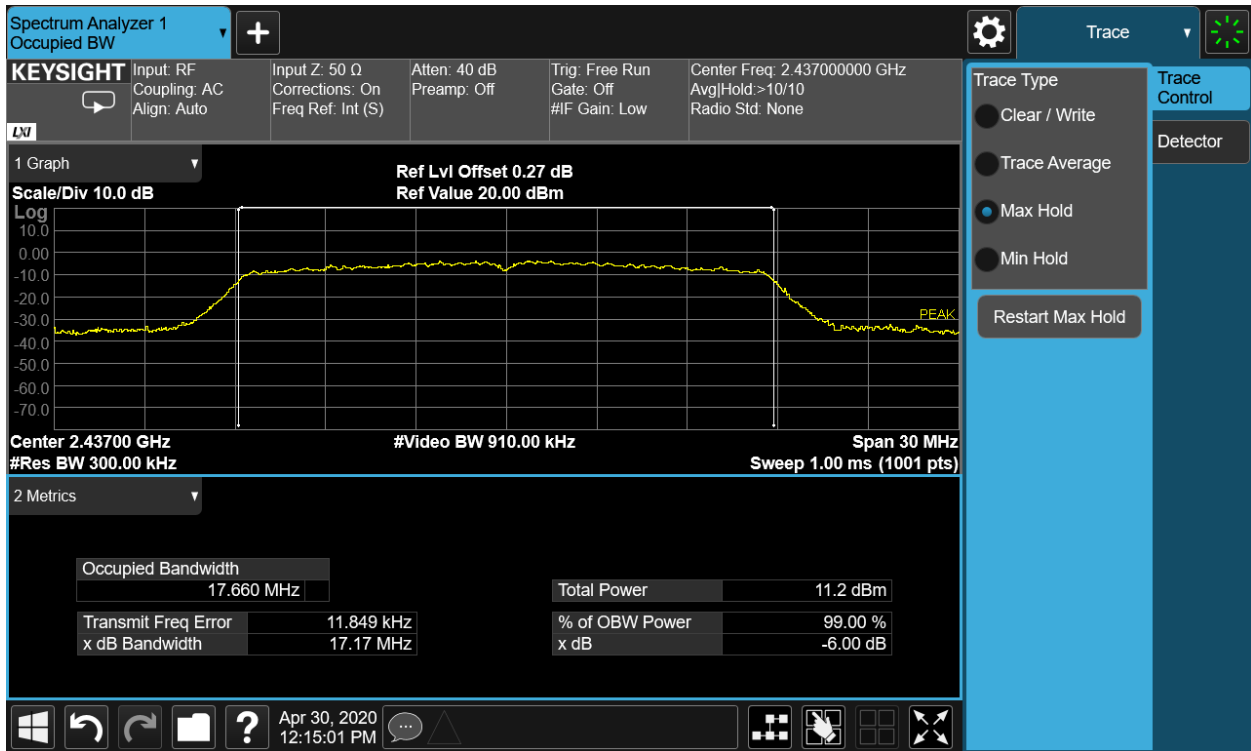 Spectrum Analyzer 1
Occupied BW
+
Trace
KEYSIGHT
LXI
Input: RF
Coupling: AC
Align: Auto
Input Z: 50 Ω
Corrections: On
Freq Ref: Int (S)
Atten: 40 dB
Preamp: Off
Trig: Free Run
Gate: Off
#IF Gain: Low
Center Freq: 2.437000000 GHz
Avg|Hold:>10/10
Radio Std: None
Trace Type
Clear / Write
Trace Average
Max Hold
Min Hold
Restart Max Hold
Trace
Control
Detector
1 Graph
Scale/Div 10.0 dB
Ref Lvl Offset 0.27 dB
Ref Value 20.00 dBm
Log
10.0
0.00
-10.0
-20.0
-30.0
-40.0
-50.0
-60.0
-70.0
PEAK
Center 2.43700 GHz
#Video BW 910.00 kHz
Span 30 MHz
#Res BW 300.00 kHz
Sweep 1.00 ms (1001 pts)
2 Metrics
Occupied Bandwidth
17.660 MHz
Total Power 11.2 dBm
Transmit Freq Error 11.849 kHz
% of OBW Power 99.00 %
x dB Bandwidth 17.17 MHz
x dB -6.00 dB
?
Apr 30, 2020
12:15:01 PM